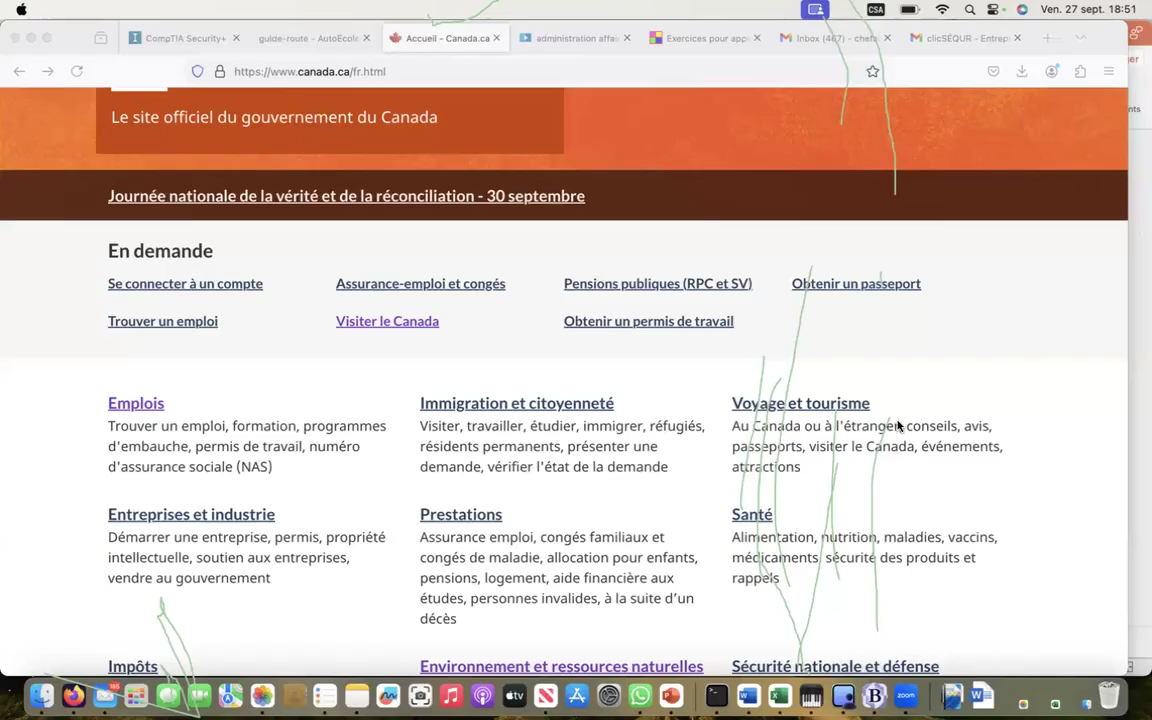 CSA
Ven. 27 sept. 18:51
CompTIA Security+
guide-route - AutoEcol
Accueil - Canada.ca
administration affai
Exercices pour app
Inbox (467) - chefa
clicSÉQUR - Entrep
https://www.canada.ca/fr.html
Le site officiel du gouvernement du Canada
Journée nationale de la vérité et de la réconciliation - 30 septembre
En demande
Se connecter à un compte
Assurance-emploi et congés
Pensions publiques (RPC et SV)
Obtenir un passeport
Trouver un emploi
Visiter le Canada
Obtenir un permis de travail
Emplois
Trouver un emploi, formation, programmes
d'embauche, permis de travail, numéro
d'assurance sociale (NAS)
Immigration et citoyenneté
Visiter, travailler, étudier, immigrer, réfugiés,
résidents permanents, présenter une
demande, vérifier l'état de la demande
Voyage et tourisme
Au Canada ou à l'étranger, conseils, avis,
passeports, visiter le Canada, événements,
attractions
Entreprises et industrie
Démarrer une entreprise, permis, propriété
intellectuelle, soutien aux entreprises,
vendre au gouvernement
Prestations
Assurance emploi, congés familiaux et
congés de maladie, allocation pour enfants,
pensions, logement, aide financière aux
études, personnes invalides, à la suite d'un
décès
Santé
Alimentation, nutrition, maladies, vaccins,
médicaments, sécurité des produits et
rappels
Impôts
Environnement et ressources naturelles
Sécurité nationale et défense
tv
zoom